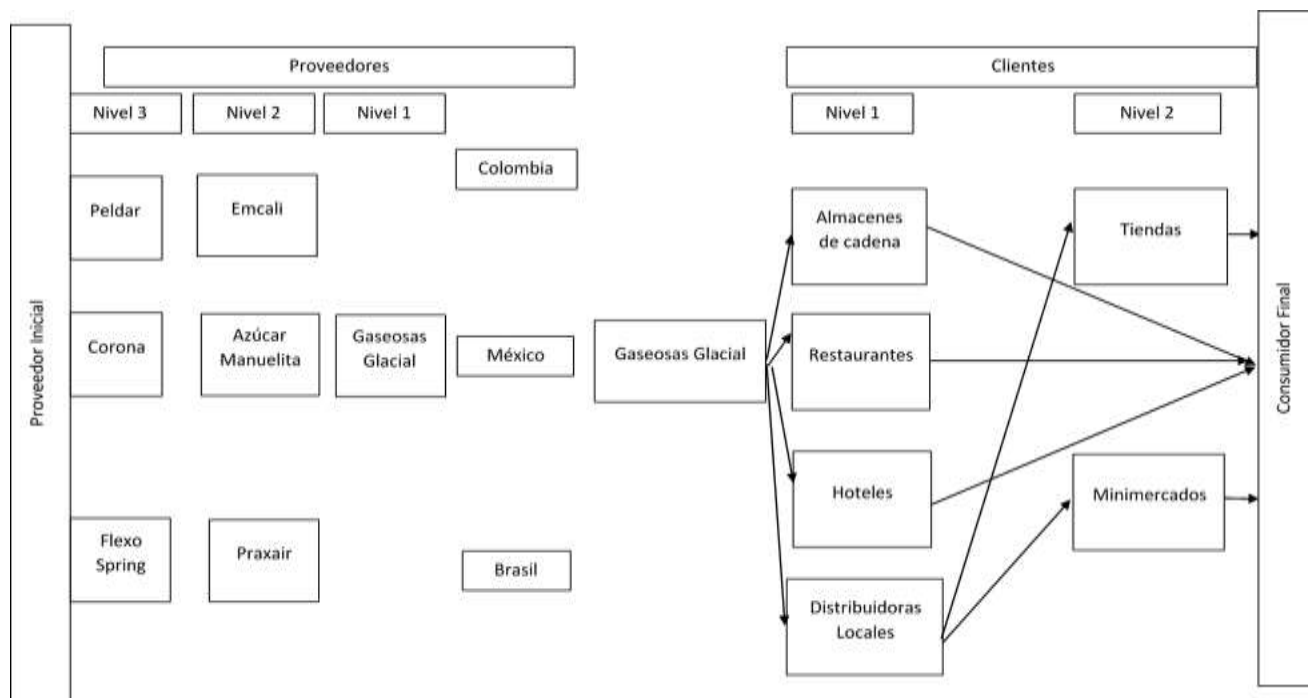 Proveedores
Clientes
Nivel 3
Nivel 2
Nivel 1
Nivel 1
Nivel 2
Colombia
Peldar
Emcali
Almacenes
de cadena
Tiendas
Proveedor Inicial
Corona
Azúcar
Manuelita
Gaseosas
Glacial
México
Gaseosas Glacial
Restaurantes
Consumidor Final
Hoteles
Minimercados
Flexo
Spring
Praxair
Brasil
Distribuidoras
Locales